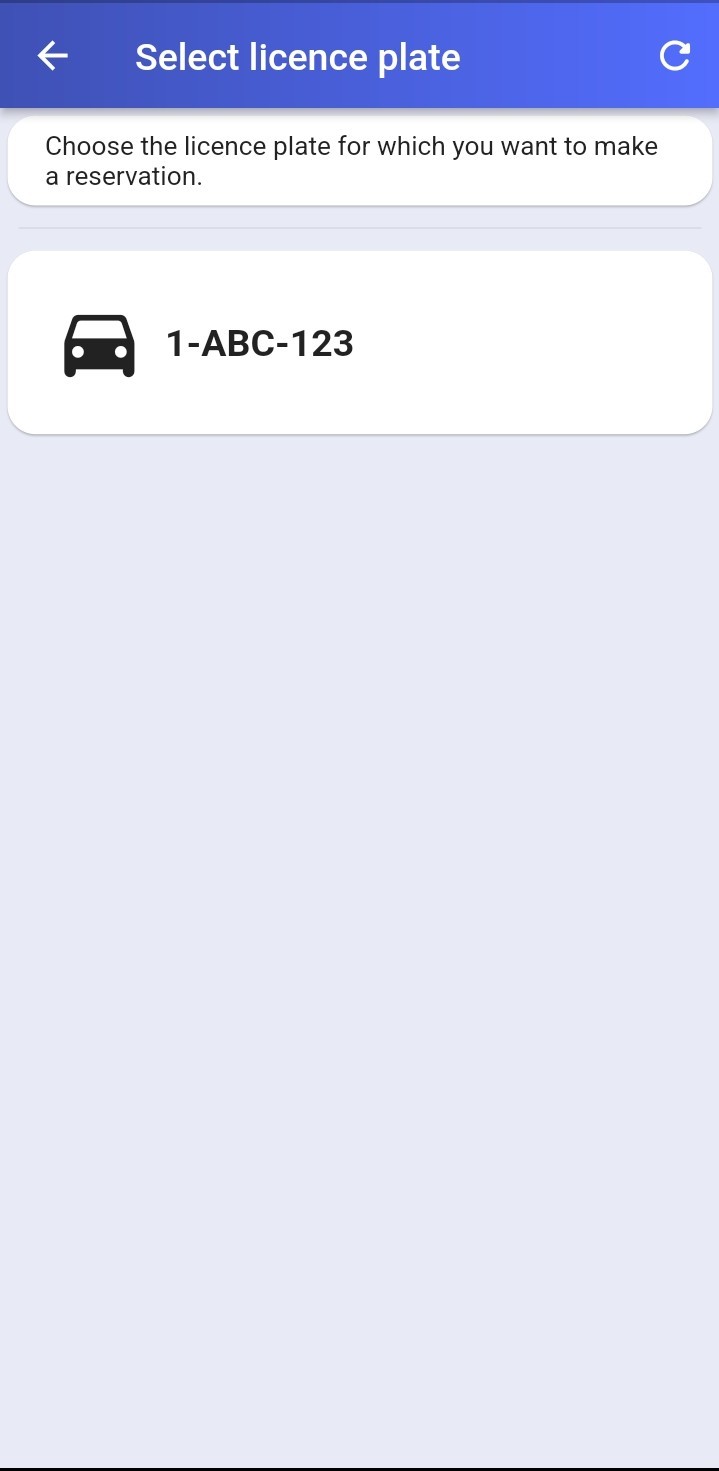 Select licence plate
Choose the licence plate for which you want to make
a reservation.
1-ABC-123